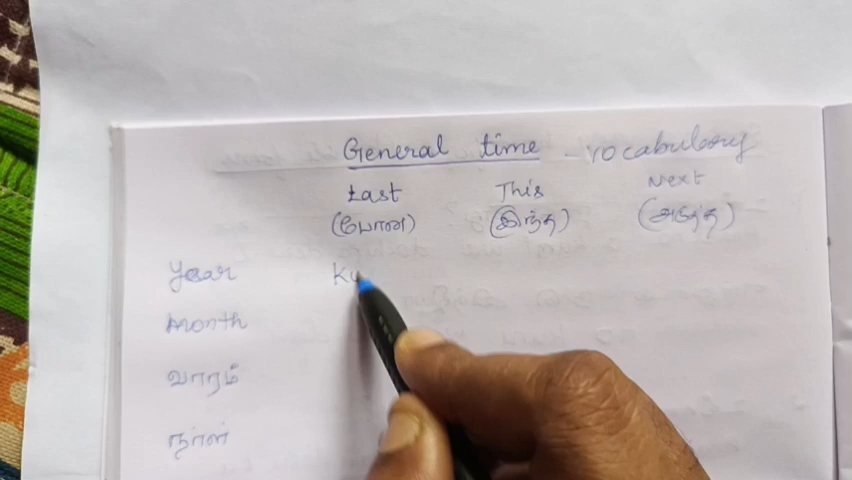 General time - vocabulary
Last This Next
(போன) (இந்த) (அடுத்த)
Year
Month
வாரம்
நாள்